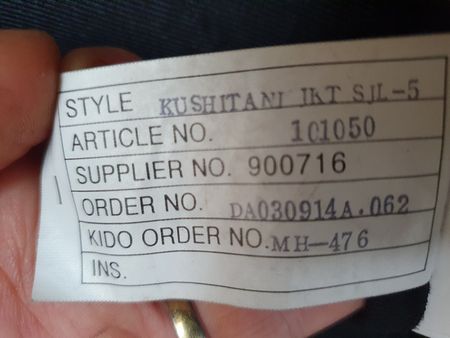 STYLE KUSHITANI JKT SJL-5
ARTICLE NO. 101050
SUPPLIER NO. 900716
ORDER NO. DA030914A.062
KIDO ORDER NO. MH-476
INS.